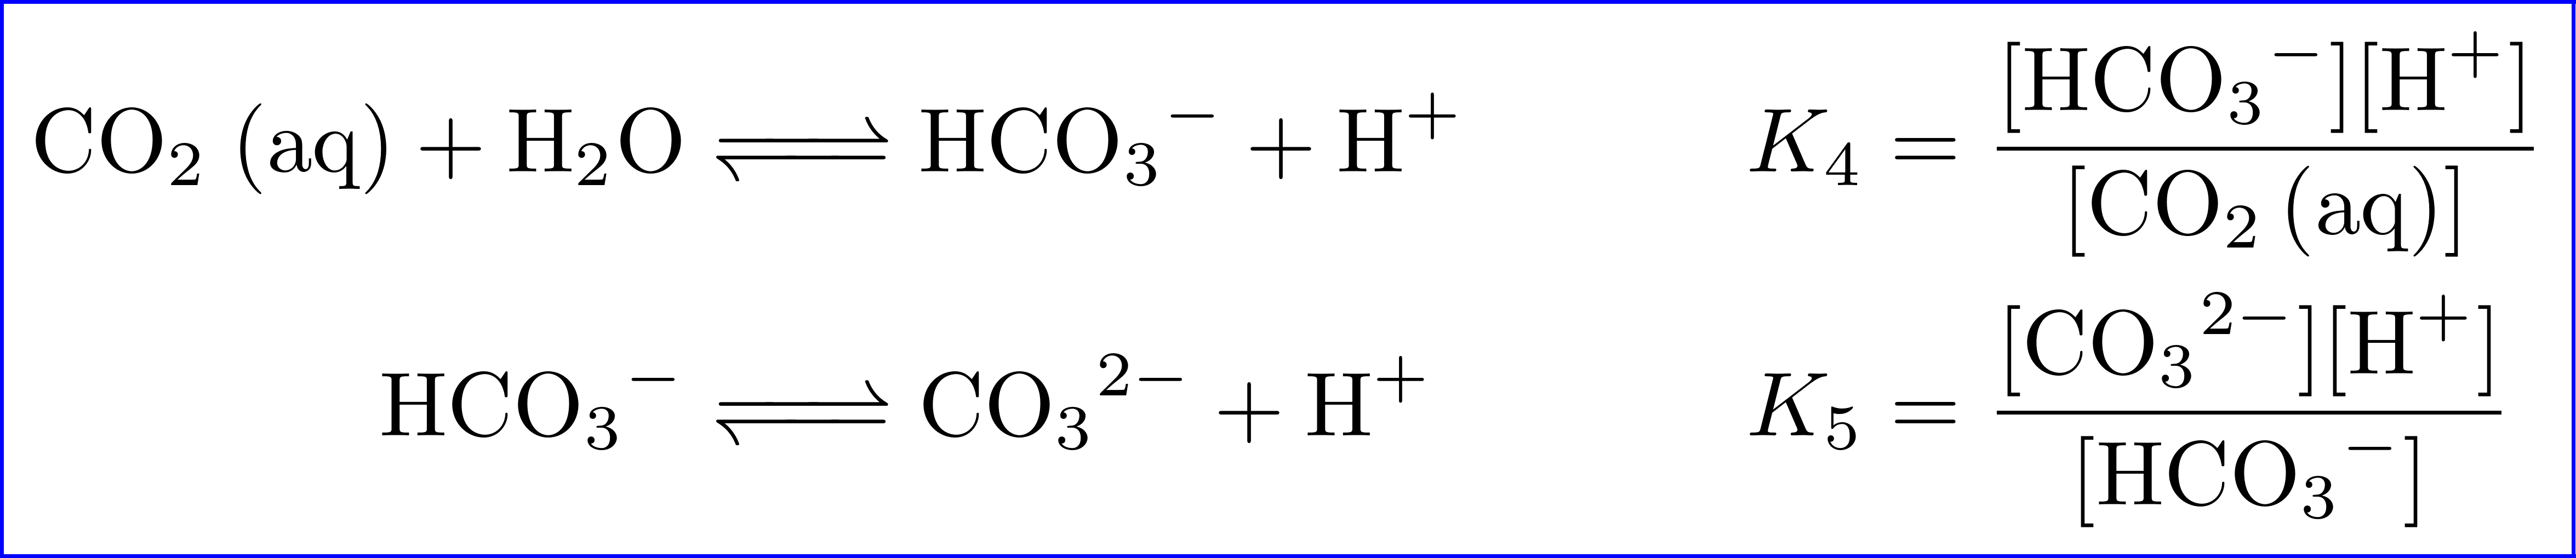 CO₂ (aq) + H₂O ⇌ HCO₃⁻ + H⁺    K₄ = [HCO₃⁻][H⁺] / [CO₂ (aq)]
HCO₃⁻ ⇌ CO₃²⁻ + H⁺    K₅ = [CO₃²⁻][H⁺] / [HCO₃⁻]